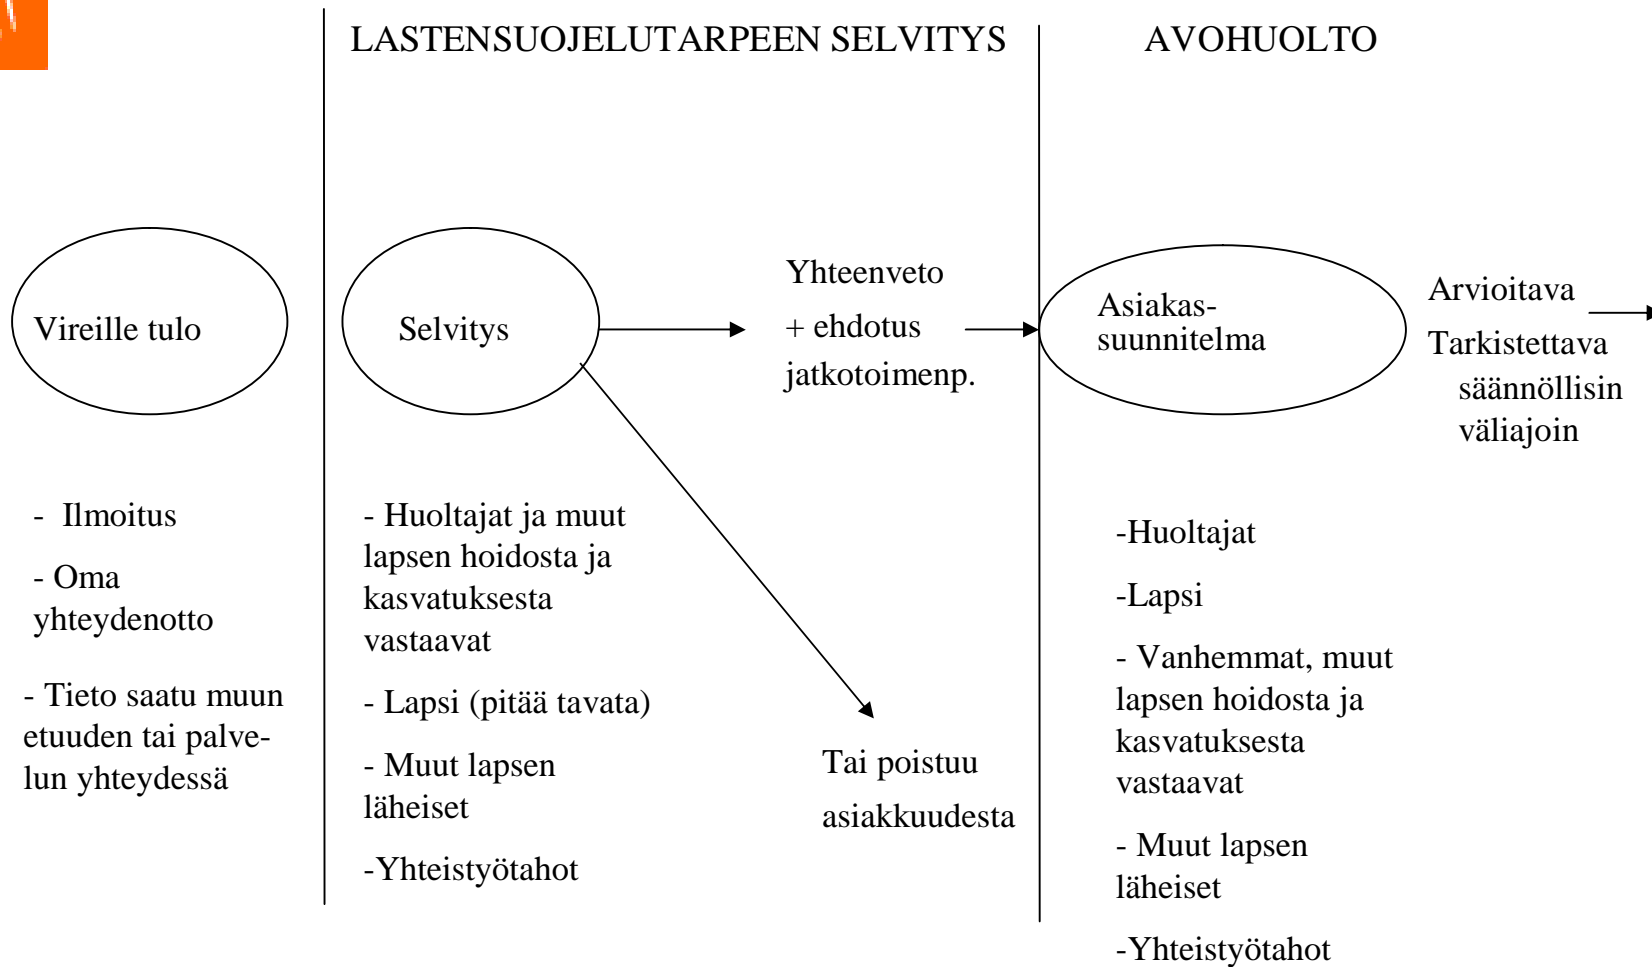 LASTENSUOJELUTARPEEN SELVITYS
AVOHUOLTO
Vireille tulo
- Ilmoitus
- Oma
yhteydenotto
- Tieto saatu muun
etuuden tai palve-
lun yhteydessä
Selvitys
- Huoltajat ja muut
lapsen hoidosta ja
kasvatuksesta
vastaavat
- Lapsi (pitää tavata)
- Muut lapsen
läheiset
-Yhteistyötahot
Yhteenveto
+ ehdotus
jatkotoimenp.
Tai poistuu
asiakkuudesta
Asiakas-
suunnitelma
-Huoltajat
-Lapsi
- Vanhemmat, muut
lapsen hoidosta ja
kasvatuksesta
vastaavat
- Muut lapsen
läheiset
-Yhteistyötahot
Arvioitava
Tarkistettava
säännöllisin
väliajoin